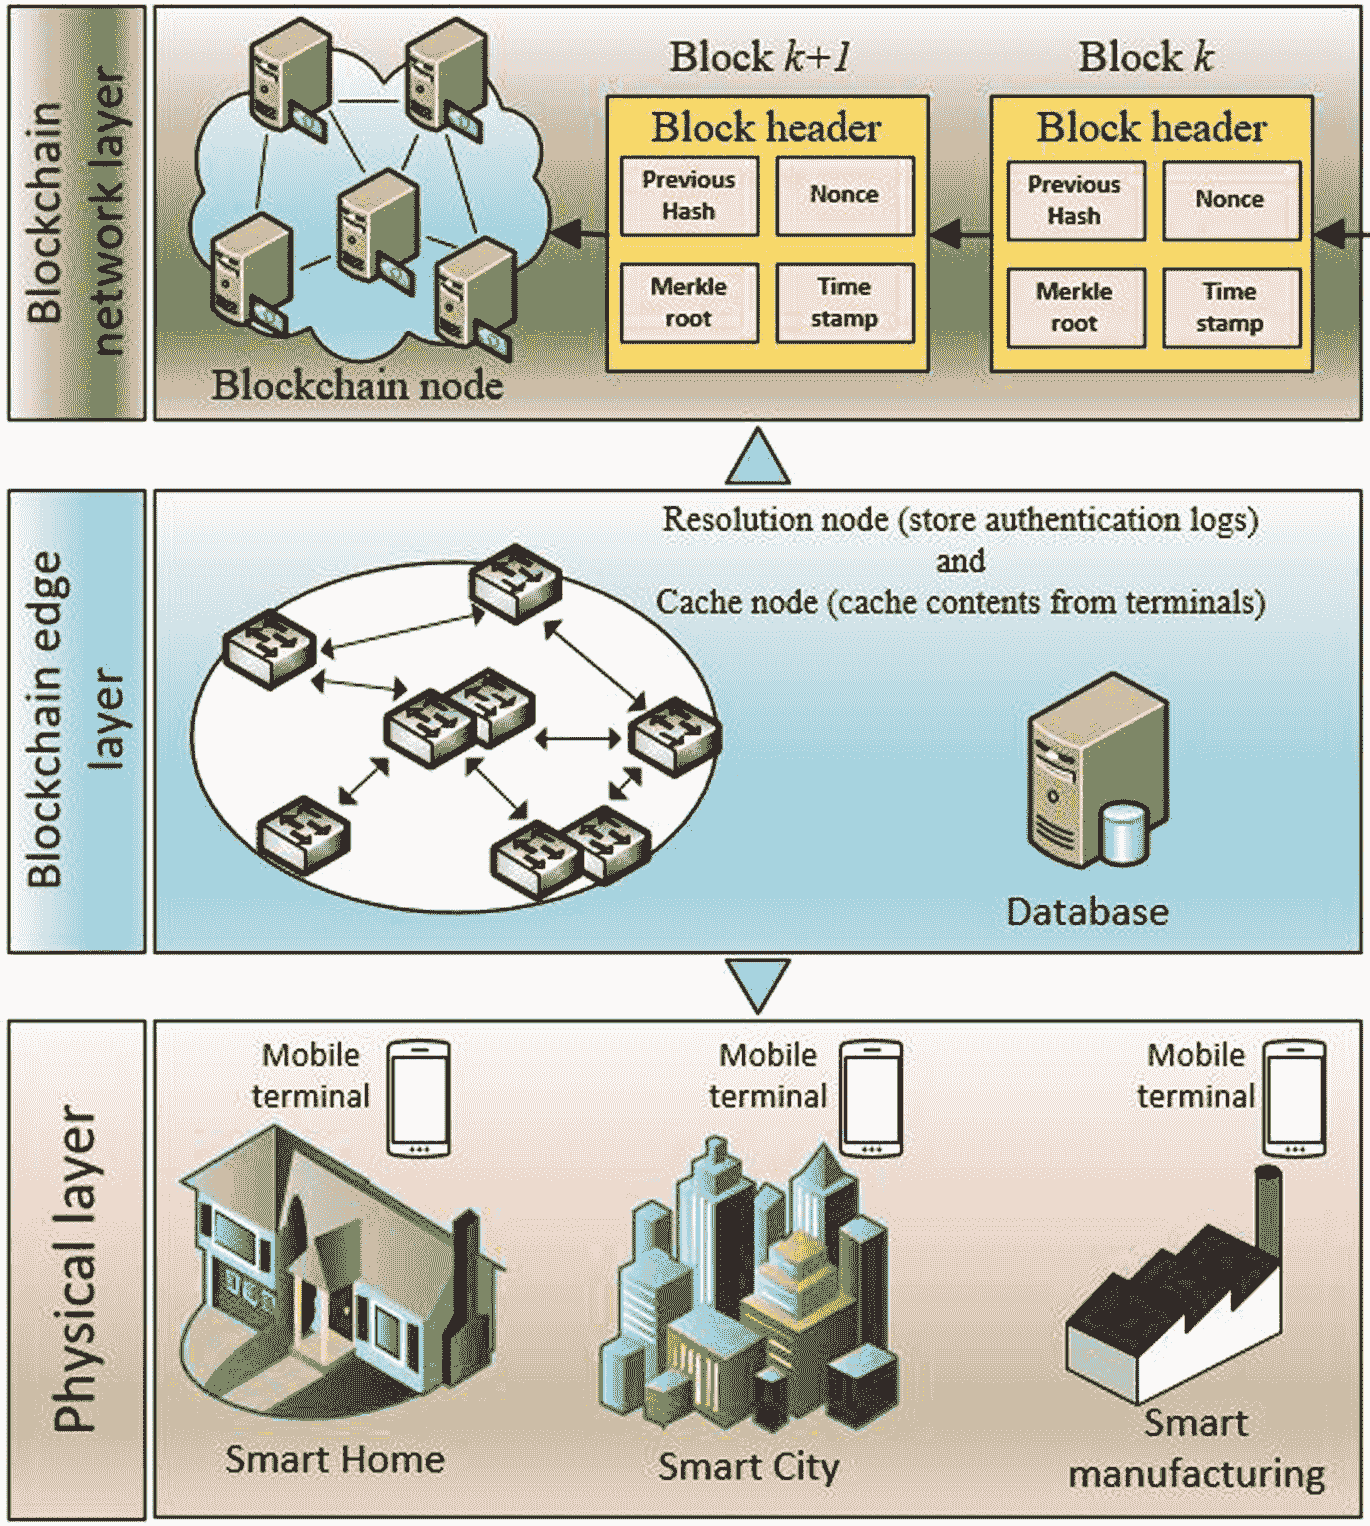 Blockchain
network layer
Block k+1
Block header
Previous
Hash
Nonce
Merkle
root
Time
stamp
Block k
Block header
Previous
Hash
Nonce
Merkle
root
Time
stamp
Blockchain node
Blockchain edge
layer
Resolution node (store authentication logs)
and
Cache node (cache contents from terminals)
Database
Physical layer
Mobile
terminal
Mobile
terminal
Mobile
terminal
Smart Home
Smart City
Smart
manufacturing